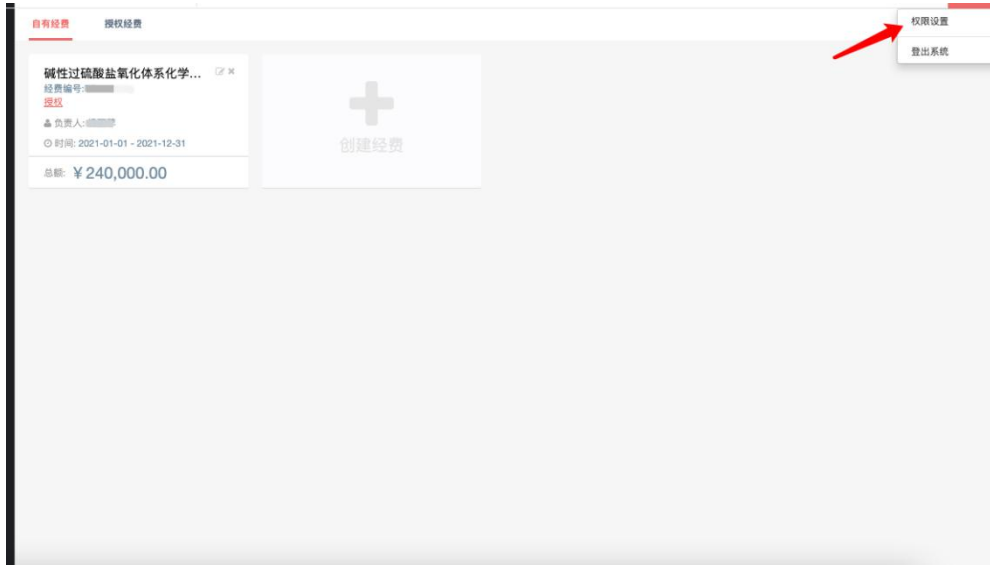 自有经费 授权经费
权限设置
登出系统
碱性过硫酸盐氧化体系化学...
经费编号:
授权
负责人:
时间: 2021-01-01 - 2021-12-31
总额: ￥240,000.00
创建经费